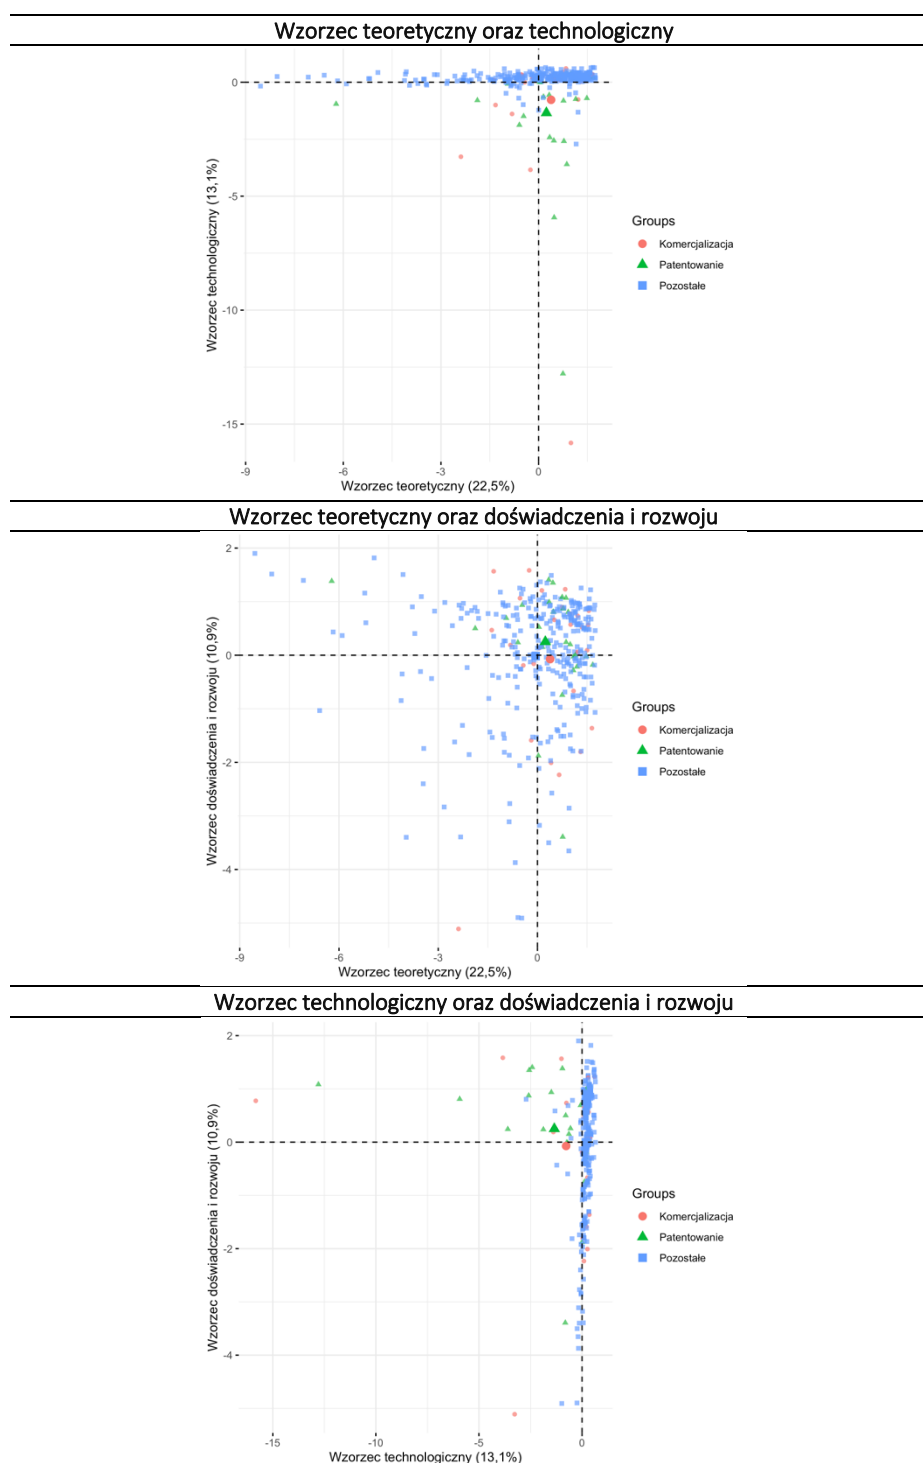 Wzorzec teoretyczny oraz technologiczny
0
-5
-10
-15
Wzorzec technologiczny (13,1%)
-9
-6
-3
0
Wzorzec teoretyczny (22,5%)
Groups
Komercjalizacja
Patentowanie
Pozostałe
Wzorzec teoretyczny oraz doświadczenia i rozwoju
2
0
-2
-4
Wzorzec doświadczenia i rozwoju (10,9%)
-9
-6
-3
0
Wzorzec teoretyczny (22,5%)
Groups
Komercjalizacja
Patentowanie
Pozostałe
Wzorzec technologiczny oraz doświadczenia i rozwoju
2
0
-2
-4
Wzorzec doświadczenia i rozwoju (10,9%)
-15
-10
-5
0
Wzorzec technologiczny (13,1%)
Groups
Komercjalizacja
Patentowanie
Pozostałe